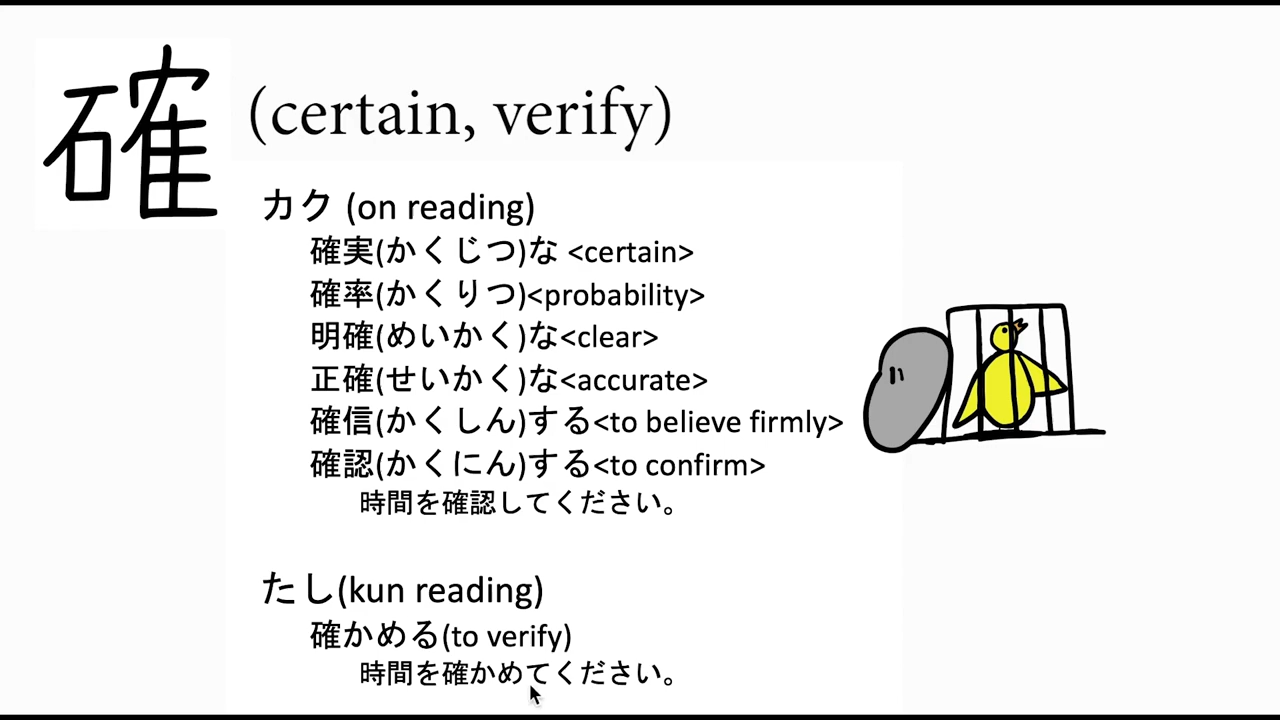 確 (certain, verify)
カク (on reading)
確実(かくじつ)な <certain>
確率(かくりつ)<probability>
明確(めいかく)な<clear>
正確(せいかく)な<accurate>
確信(かくしん)する<to believe firmly>
確認(かくにん)する<to confirm>
時間を確認してください。
たし(kun reading)
確かめる(to verify)
時間を確かめてください。